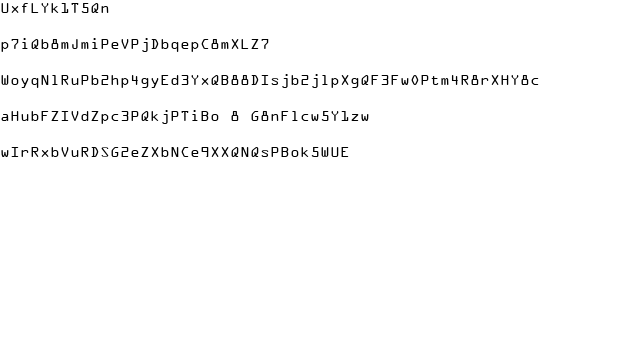 UxfLYk1T5Qn
p7iQb8mJmiPeVPjDbqepC8mXLZ7
WoyqN1RuPb2hp4gyEd3YxQB88DIsjb2j1pXgQF3Fw0Ptm4R8rXHY8c
aHubFZIVdZpc3PQkjPTiBo 8 G8nF1cw5Y1zw
wIrRxbVuRDSG2eZXbNCe9XXQNQsPBok5WUE